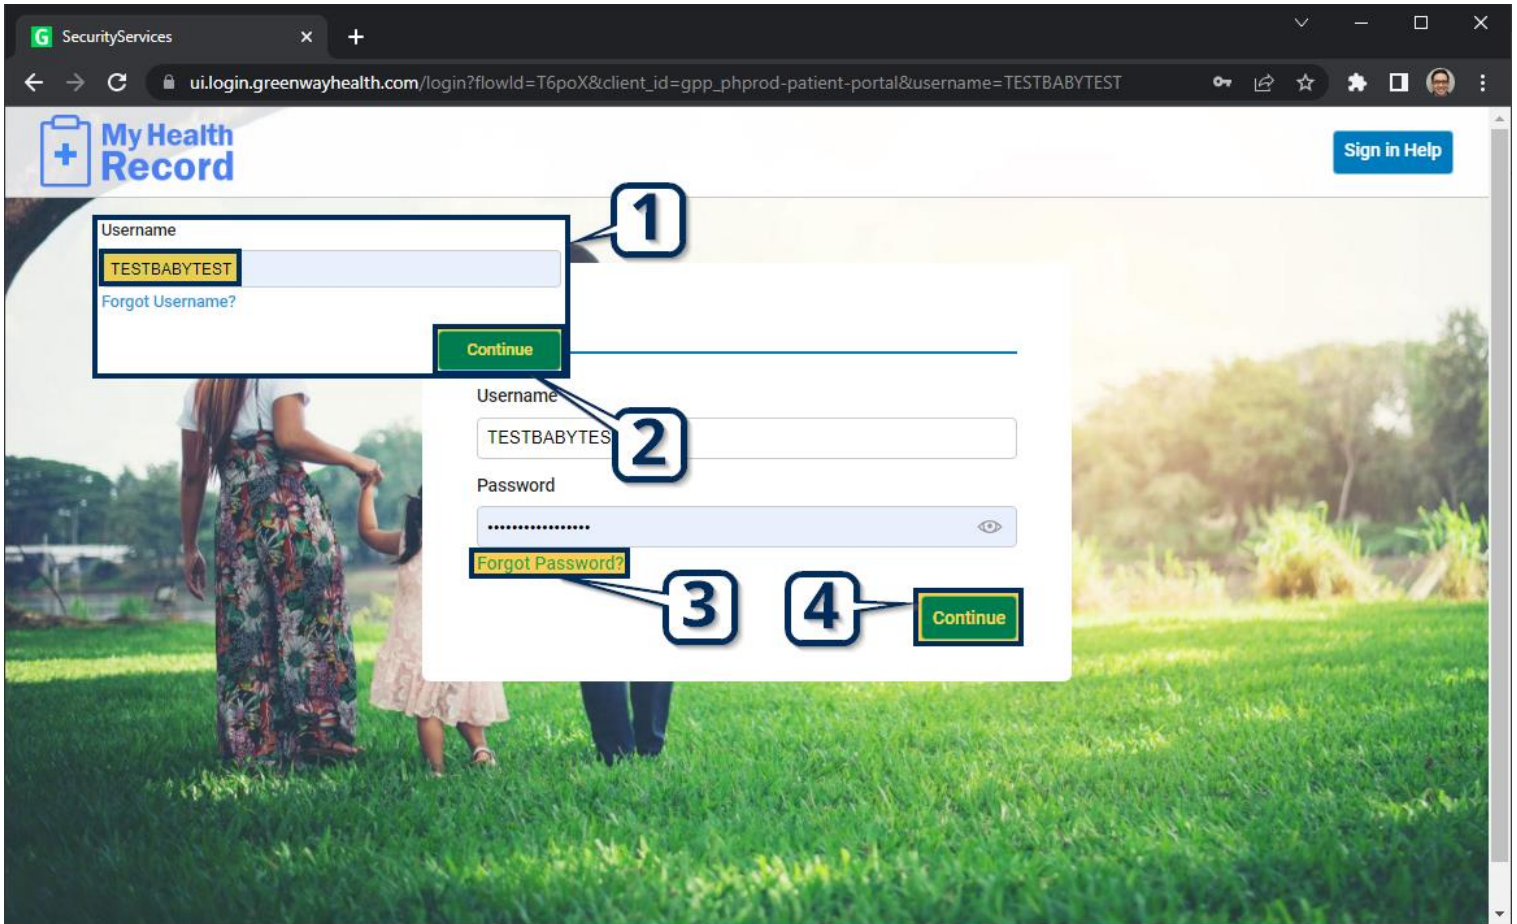 SecurityServices
ui.login.greenwayhealth.com/login?flowId=T6poX&client_id=gpp_phprod-patient-portal&username=TESTBABYTEST
My Health
Record
Sign in Help
1
Username
TESTBABYTEST
Forgot Username?
Continue
2
Username
TESTBABYTES
Password
Forgot Password?
3
4
Continue